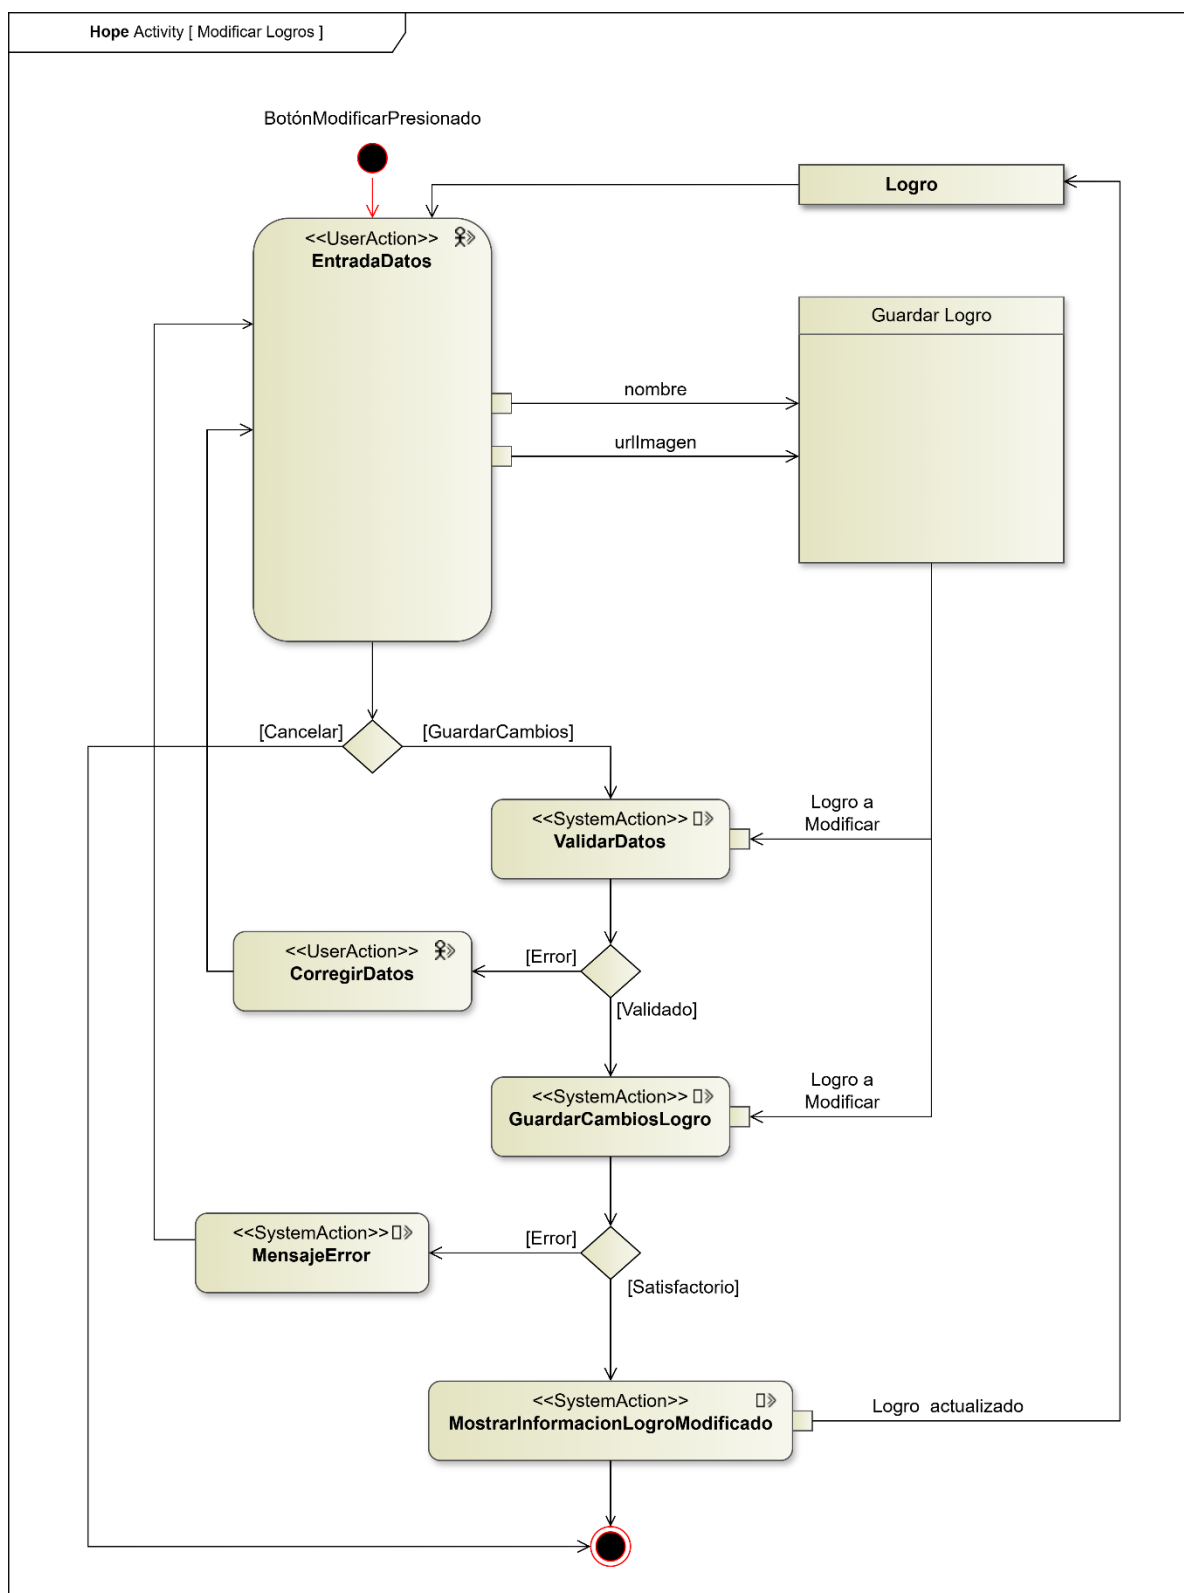 Hope Activity [ Modificar Logros ]
BotónModificarPresionado
Logro
<<UserAction>>
EntradaDatos
Guardar Logro
nombre
urlImagen
[Cancelar]
[GuardarCambios]
<<SystemAction>>
ValidarDatos
Logro a
Modificar
<<UserAction>>
CorregirDatos
[Error]
[Validado]
<<SystemAction>>
GuardarCambiosLogro
Logro a
Modificar
<<SystemAction>>
MensajeError
[Error]
[Satisfactorio]
<<SystemAction>>
MostrarInformacionLogroModificado
Logro actualizado